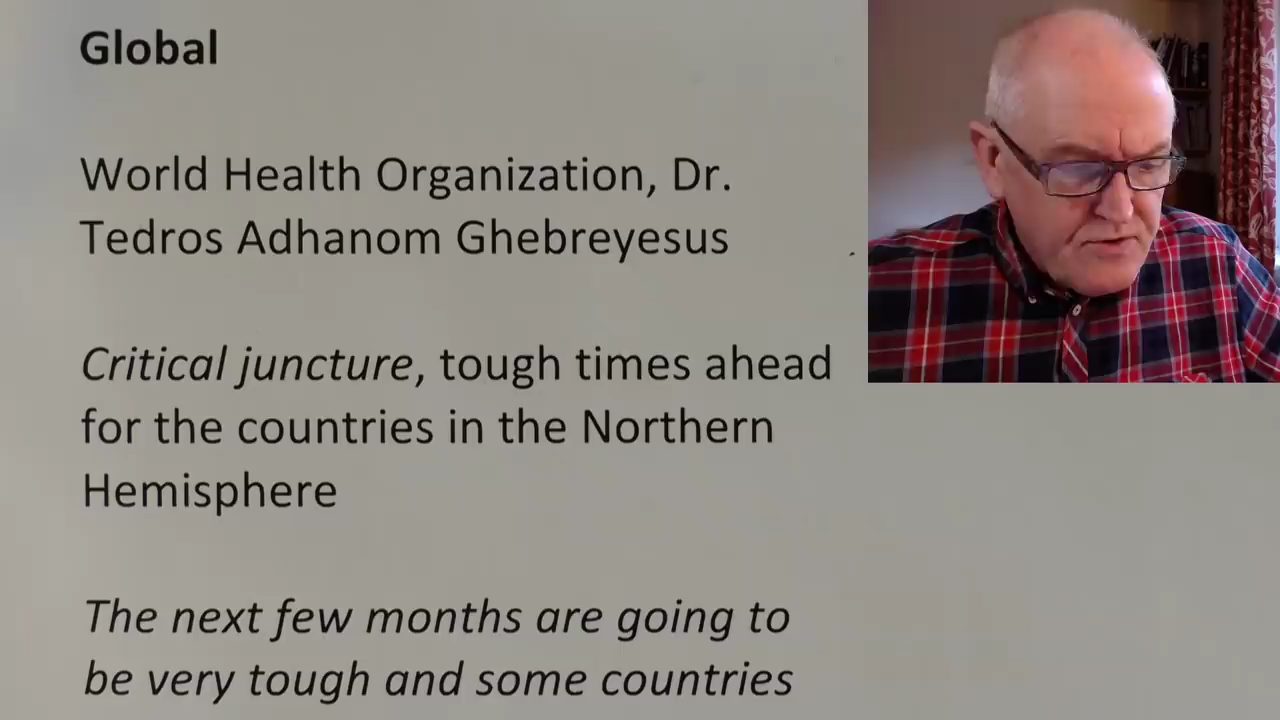 Global
World Health Organization, Dr.
Tedros Adhanom Ghebreyesus
Critical juncture, tough times ahead
for the countries in the Northern
Hemisphere
The next few months are going to
be very tough and some countries